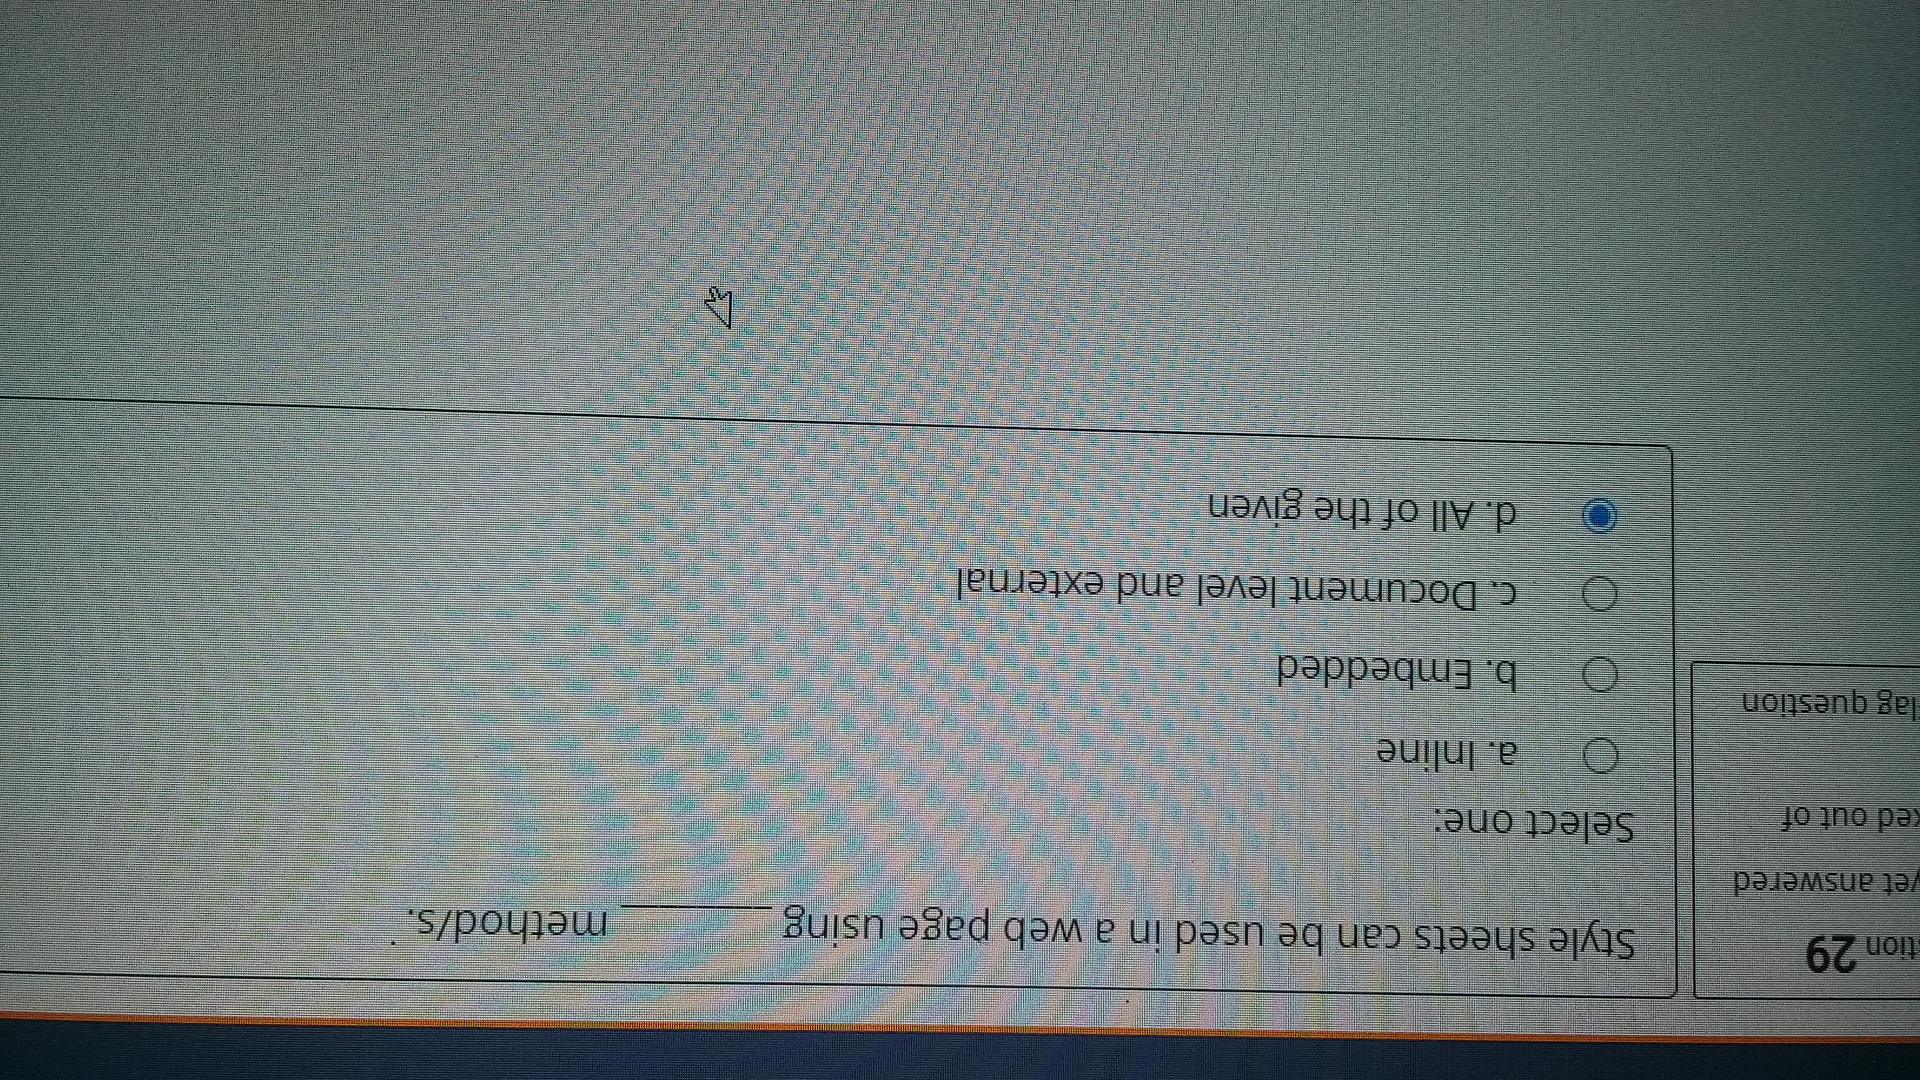 tion 29
yet answered
ked out of
lag question
Style sheets can be used in a web page using ______ method/s.
Select one:
a. Inline
b. Embedded
c. Document level and external
d. All of the given